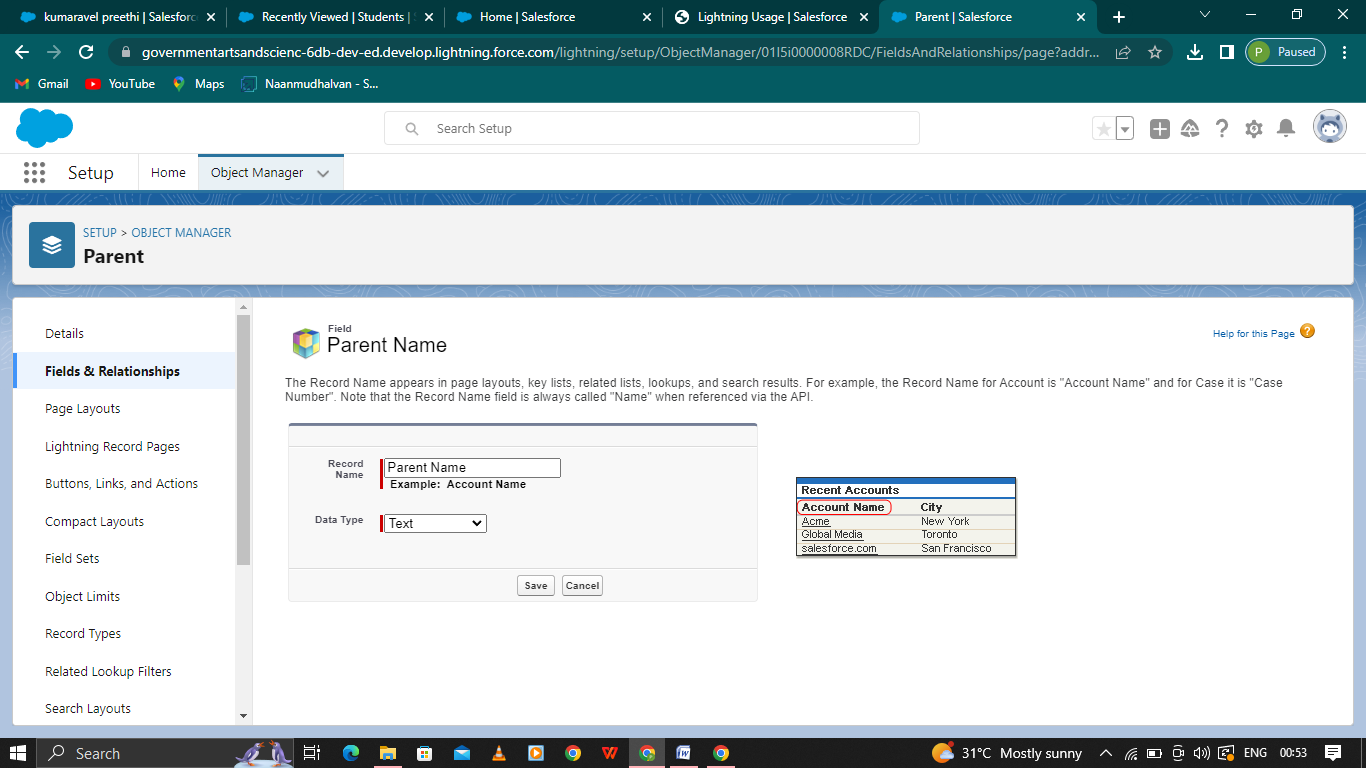 kumaravel preethi | Salesforc
Recently Viewed | Students |
Home | Salesforce
Lightning Usage | Salesforce
Parent | Salesforce
governmentartsandscienc-6db-dev-ed.develop.lightning.force.com/lightning/setup/ObjectManager/01I5i0000008RDC/FieldsAndRelationships/page?addr...
P Paused
Gmail
YouTube
Maps
Naanmudhalvan - S...
Search Setup
Setup
Home
Object Manager
SETUP > OBJECT MANAGER
Parent
Details
Fields & Relationships
Page Layouts
Lightning Record Pages
Buttons, Links, and Actions
Compact Layouts
Field Sets
Object Limits
Record Types
Related Lookup Filters
Search Layouts
Field
Parent Name
Help for this Page ?
The Record Name appears in page layouts, key lists, related lists, lookups, and search results. For example, the Record Name for Account is "Account Name" and for Case it is "Case
Number". Note that the Record Name field is always called "Name" when referenced via the API.
Record
Name
Parent Name
Example: Account Name
Data Type
Text
Save
Cancel
Recent Accounts
Account Name City
Acme New York
Global Media Toronto
salesforce.com San Francisco
Search
31°C Mostly sunny
ENG
00:53